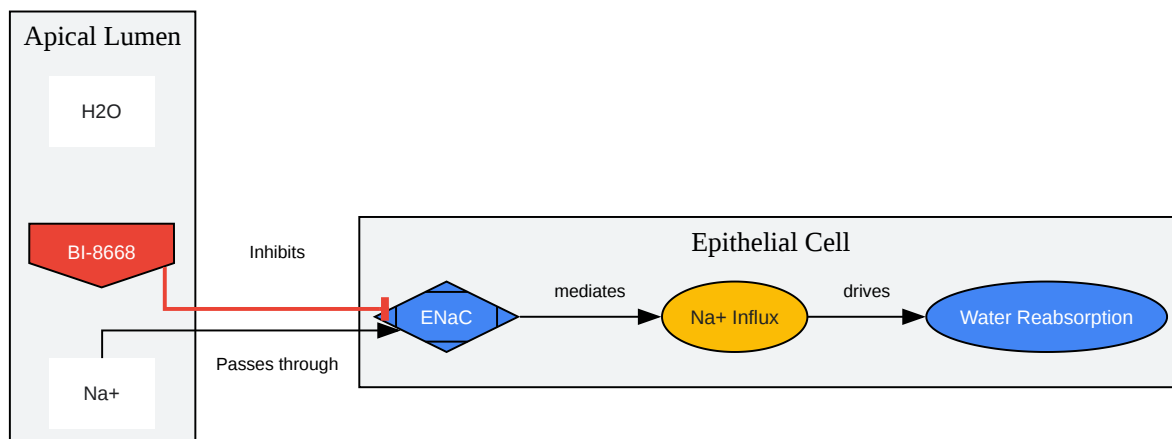 Apical Lumen
H2O
BI-8668
Inhibits
Na+
Passes through
Epithelial Cell
ENaC
mediates
Na+ Influx
drives
Water Reabsorption